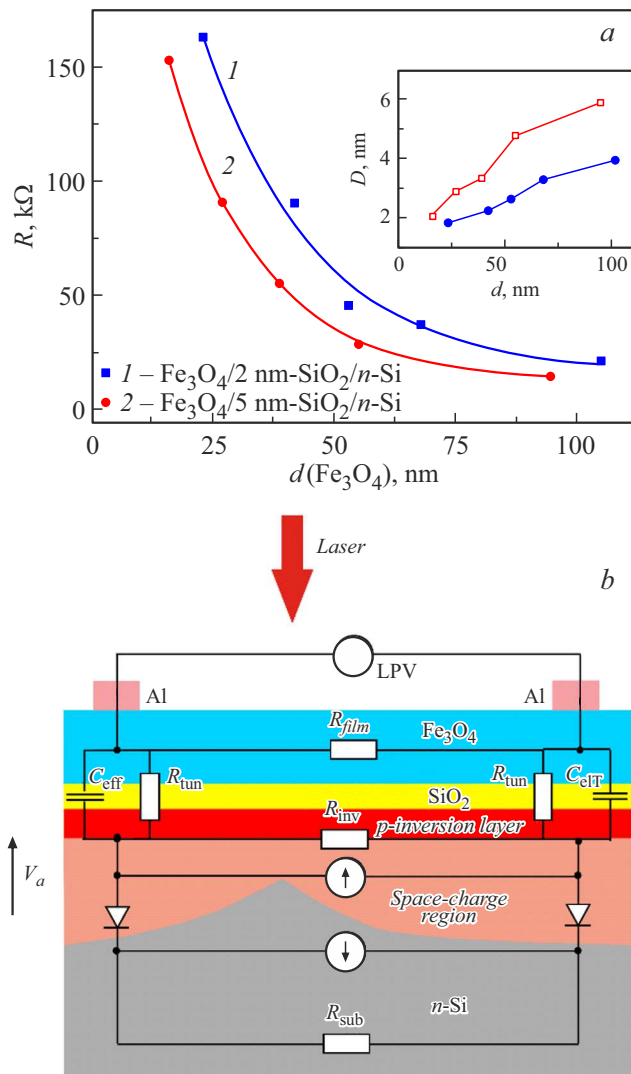 a
150
100
50
0
R, kΩ
1
2
6
4
2
D, nm
0
50
100
d, nm
1 – Fe3O4/2 nm-SiO2/n-Si
2 – Fe3O4/5 nm-SiO2/n-Si
0
25
50
75
100
d (Fe3O4), nm
Laser
b
LPV
Al
Al
Rfilm
Fe3O4
Ceff
Rtun
Rtun
CelT
SiO2
Rinv
p-inversion layer
Va
Space-charge
region
n-Si
Rsub